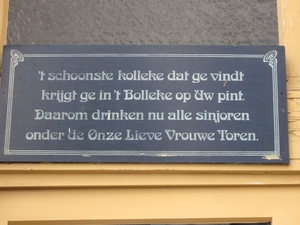 't schoonste kolleke dat ge vindt
krijgt ge in 't Bolleke op Uw pint.
Daarom drinken nu alle sinjoren
onder de Onze Lieve Vrouwe Toren.